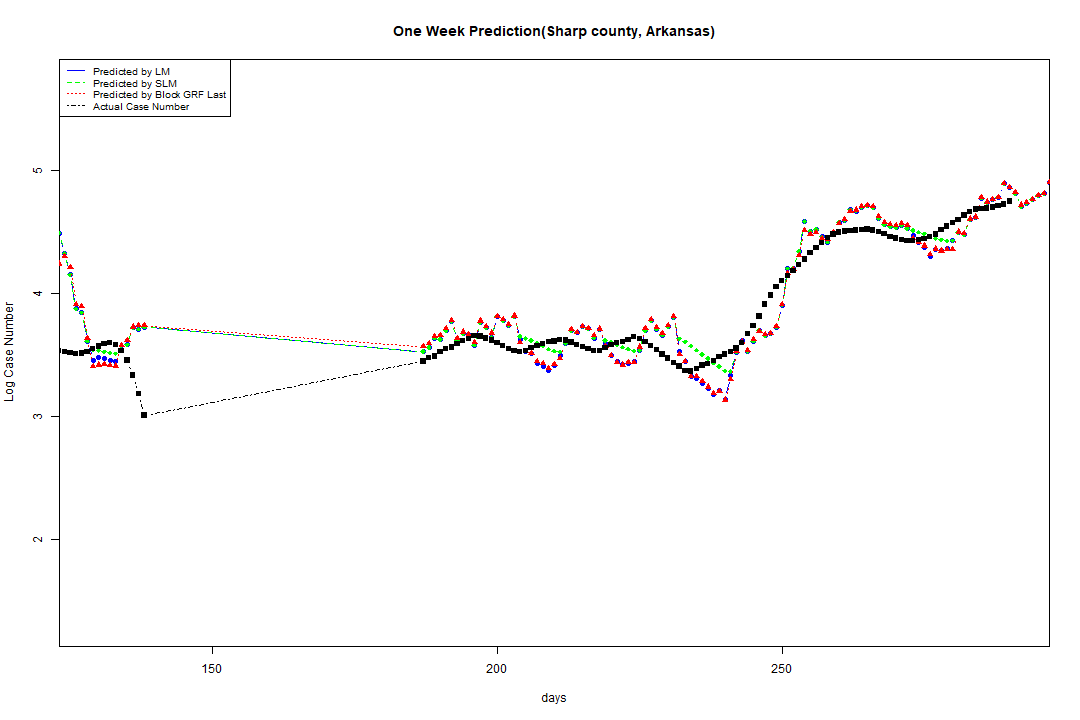 One Week Prediction(Sharp county, Arkansas)
Predicted by LM
Predicted by SLM
Predicted by Block GRF Last
Actual Case Number
5
4
3
2
Log Case Number
150
200
250
days